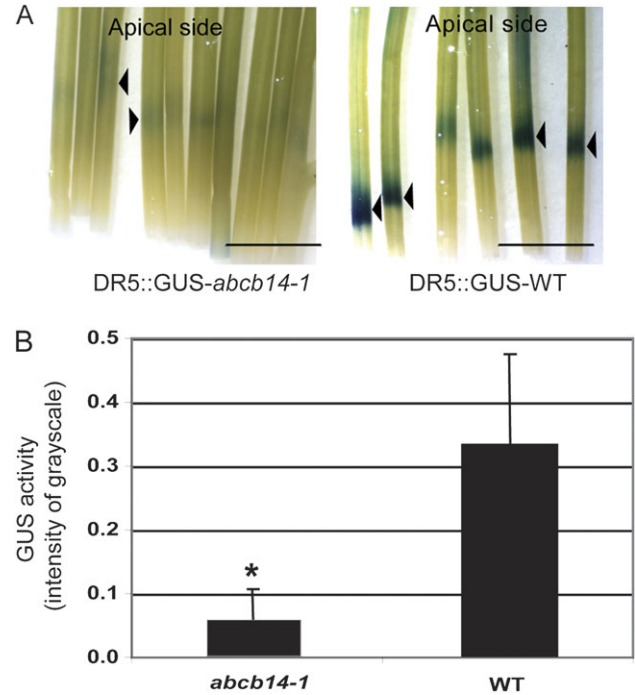 A
Apical side
Apical side
DR5::GUS-abcb14-1
DR5::GUS-WT
B
GUS activity
(intensity of grayscale)
0.5
0.4
0.3
0.2
0.1
0.0
*
abcb14-1
WT